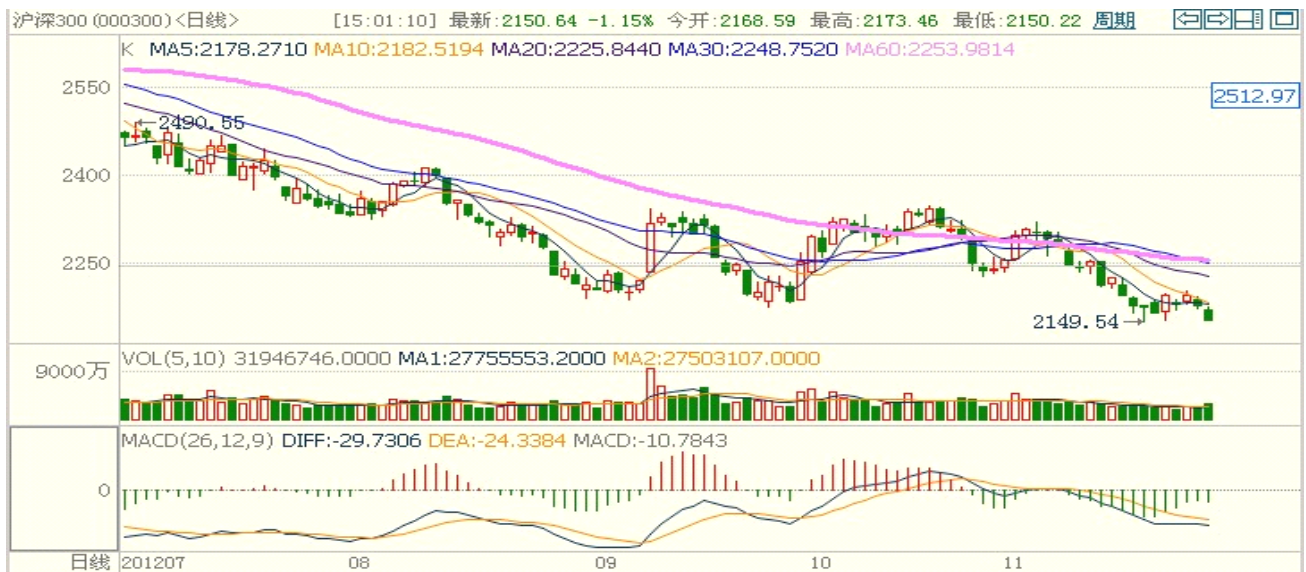 沪深300 (000300)<日线> [15:01:10] 最新:2150.64 -1.15% 今开:2168.59 最高:2173.46 最低:2150.22 周期
K MA5:2178.2710 MA10:2182.5194 MA20:2225.8440 MA30:2248.7520 MA60:2253.9814
2550
2512.97
←2490.55
2400
2250
2149.54→
VOL(5,10) 31946746.0000 MA1:27755553.2000 MA2:27503107.0000
9000万
MACD(26,12,9) DIFF:-29.7306 DEA:-24.3384 MACD:-10.7843
0
日线 201207 08 09 10 11